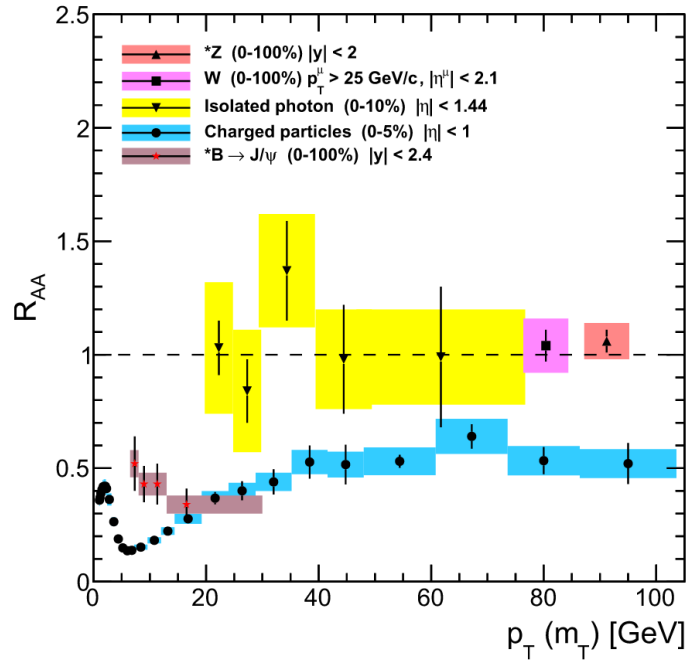 2.5
2
1.5
1
0.5
0
R_AA
*Z (0-100%) |y| < 2
W (0-100%) p_T^μ > 25 GeV/c, |η^μ| < 2.1
Isolated photon (0-10%) |η| < 1.44
Charged particles (0-5%) |η| < 1
*B → J/ψ (0-100%) |y| < 2.4
0 20 40 60 80 100
p_T (m_T) [GeV]